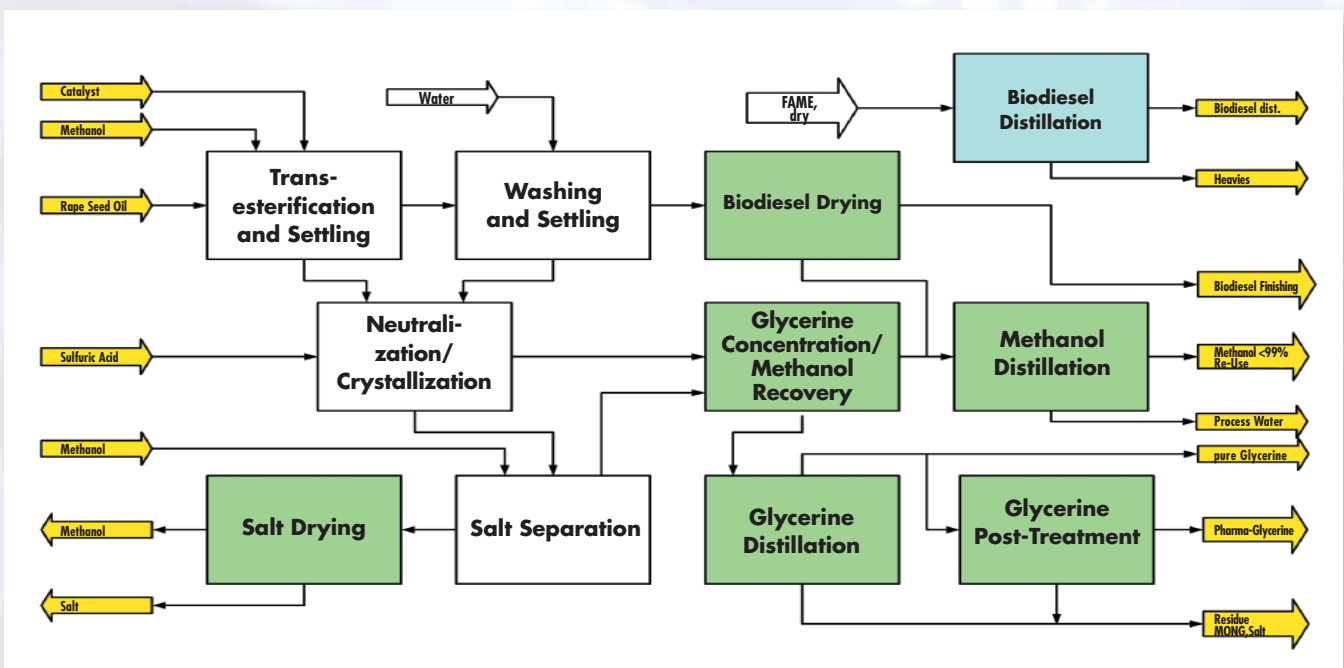 Catalyst
Methanol
Rape Seed Oil
Water
FAME,
dry
Biodiesel
Distillation
Biodiesel dist.
Heavies
Trans-
esterification
and Settling
Washing
and Settling
Biodiesel Drying
Biodiesel Finishing
Sulfuric Acid
Neutrali-
zation/
Crystallization
Glycerine
Concentration/
Methanol
Recovery
Methanol
Distillation
Methanol <99%
Re-Use
Process Water
Methanol
pure Glycerine
Methanol
Salt Drying
Salt Separation
Glycerine
Distillation
Glycerine
Post-Treatment
Pharma-Glycerine
Salt
Residue
MONG,Salt